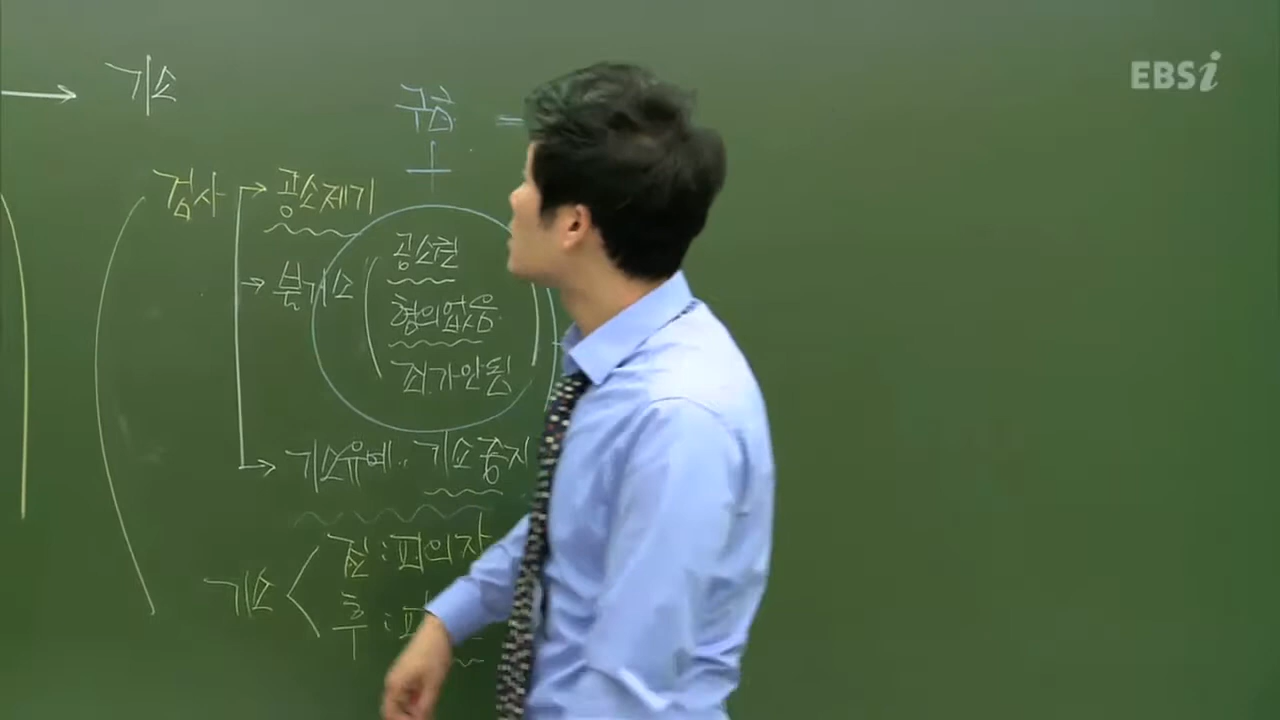 EBSi
기소
구금 =
+
검사 → 공소제기
→ 불기소 (공소권
혐의없음
죄가안됨)
→ 기소유예.. 기소중지
기소 < 전 : 피의자
후 : 피